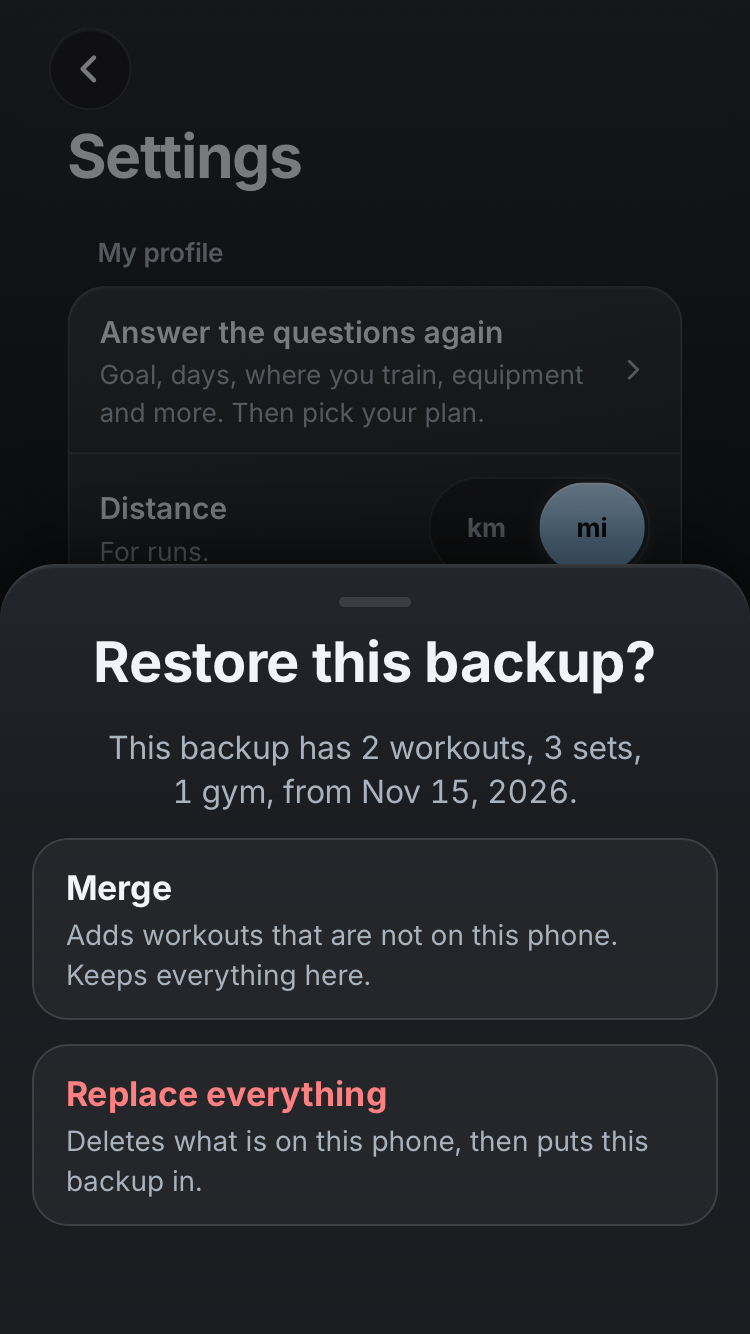 Settings
My profile
Answer the questions again
Goal, days, where you train, equipment
and more. Then pick your plan.
Distance
For runs.
km
mi
Restore this backup?
This backup has 2 workouts, 3 sets,
1 gym, from Nov 15, 2026.
Merge
Adds workouts that are not on this phone.
Keeps everything here.
Replace everything
Deletes what is on this phone, then puts this
backup in.